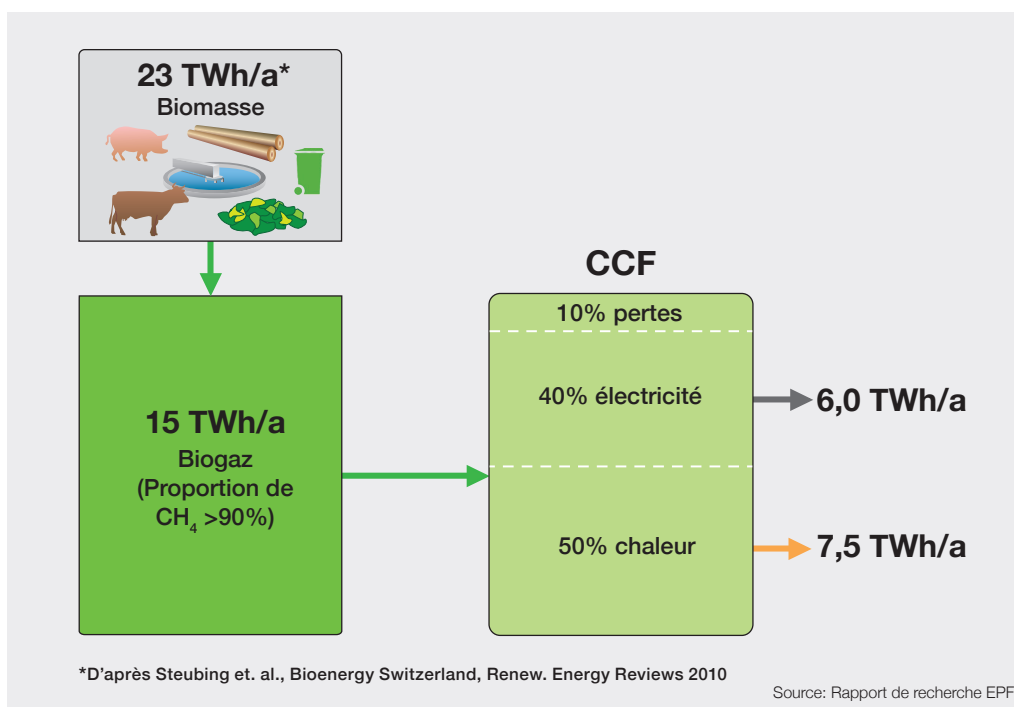 23 TWh/a*
Biomasse
CCF
10% pertes
40% électricité
6,0 TWh/a
15 TWh/a
Biogaz
(Proportion de
CH₄ >90%)
50% chaleur
7,5 TWh/a
*D'après Steubing et. al., Bioenergy Switzerland, Renew. Energy Reviews 2010
Source: Rapport de recherche EPF